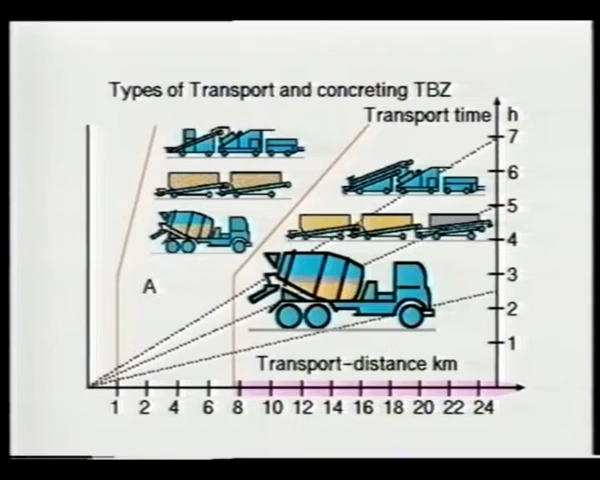 Types of Transport and concreting TBZ
Transport time h
7
6
5
4
3
2
1
A
Transport-distance km
1 2 4 6 8 10 12 14 16 18 20 22 24